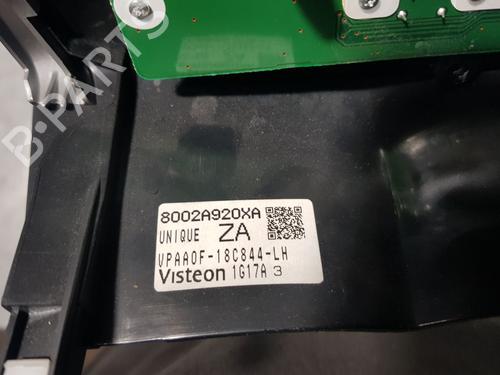 B-PARTS
8002A920XA
UNIQUE ZA
VPAA0F-18C844-LH
Visteon 1G17A 3